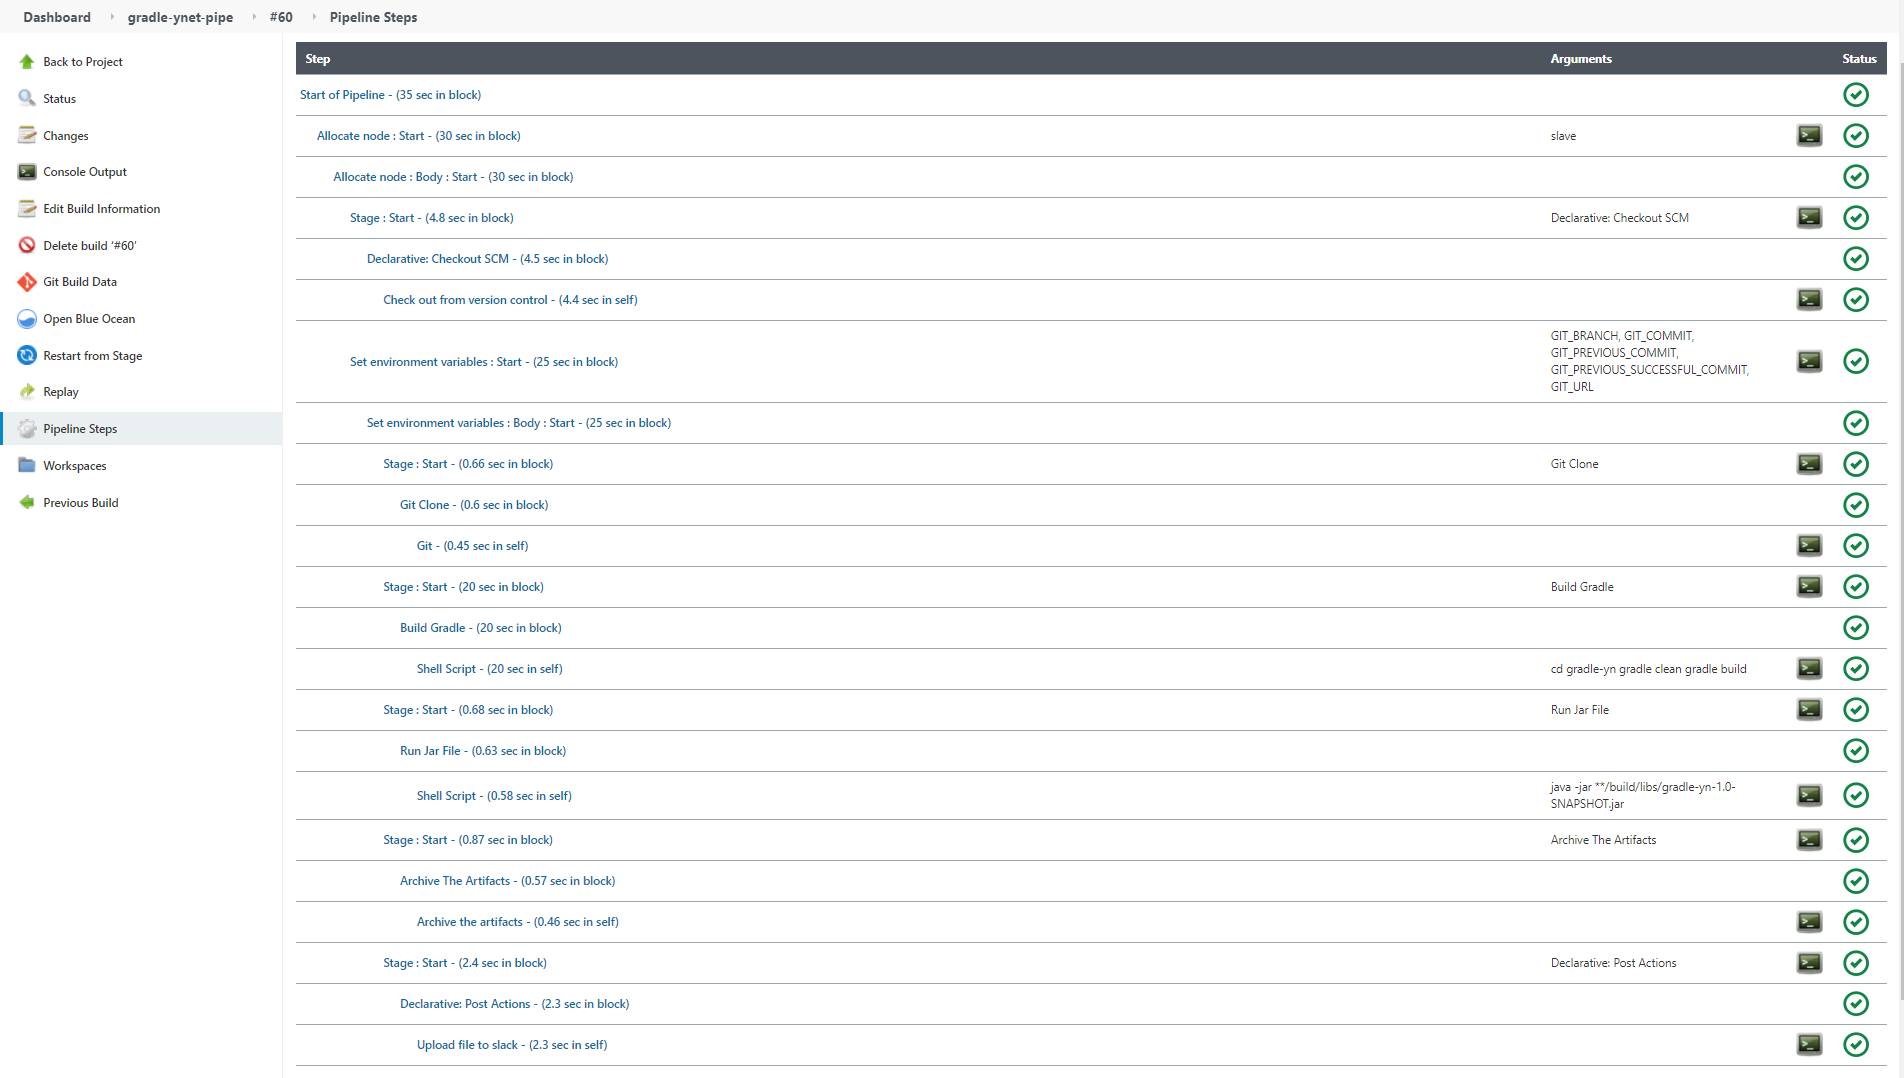 Dashboard gradle-ynet-pipe #60 Pipeline Steps
Back to Project
Status
Changes
Console Output
Edit Build Information
Delete build ‘#60’
Git Build Data
Open Blue Ocean
Restart from Stage
Replay
Pipeline Steps
Workspaces
Previous Build
Step Arguments Status
Start of Pipeline - (35 sec in block)
Allocate node : Start - (30 sec in block) slave
Allocate node : Body : Start - (30 sec in block)
Stage : Start - (4.8 sec in block) Declarative: Checkout SCM
Declarative: Checkout SCM - (4.5 sec in block)
Check out from version control - (4.4 sec in self)
Set environment variables : Start - (25 sec in block)
GIT_BRANCH, GIT_COMMIT,
GIT_PREVIOUS_COMMIT,
GIT_PREVIOUS_SUCCESSFUL_COMMIT,
GIT_URL
Set environment variables : Body : Start - (25 sec in block)
Stage : Start - (0.66 sec in block) Git Clone
Git Clone - (0.6 sec in block)
Git - (0.45 sec in self)
Stage : Start - (20 sec in block) Build Gradle
Build Gradle - (20 sec in block)
Shell Script - (20 sec in self) cd gradle-yn gradle clean gradle build
Stage : Start - (0.68 sec in block) Run Jar File
Run Jar File - (0.63 sec in block)
Shell Script - (0.58 sec in self)
java -jar **/build/libs/gradle-yn-1.0-
SNAPSHOT.jar
Stage : Start - (0.87 sec in block) Archive The Artifacts
Archive The Artifacts - (0.57 sec in block)
Archive the artifacts - (0.46 sec in self)
Stage : Start - (2.4 sec in block) Declarative: Post Actions
Declarative: Post Actions - (2.3 sec in block)
Upload file to slack - (2.3 sec in self)